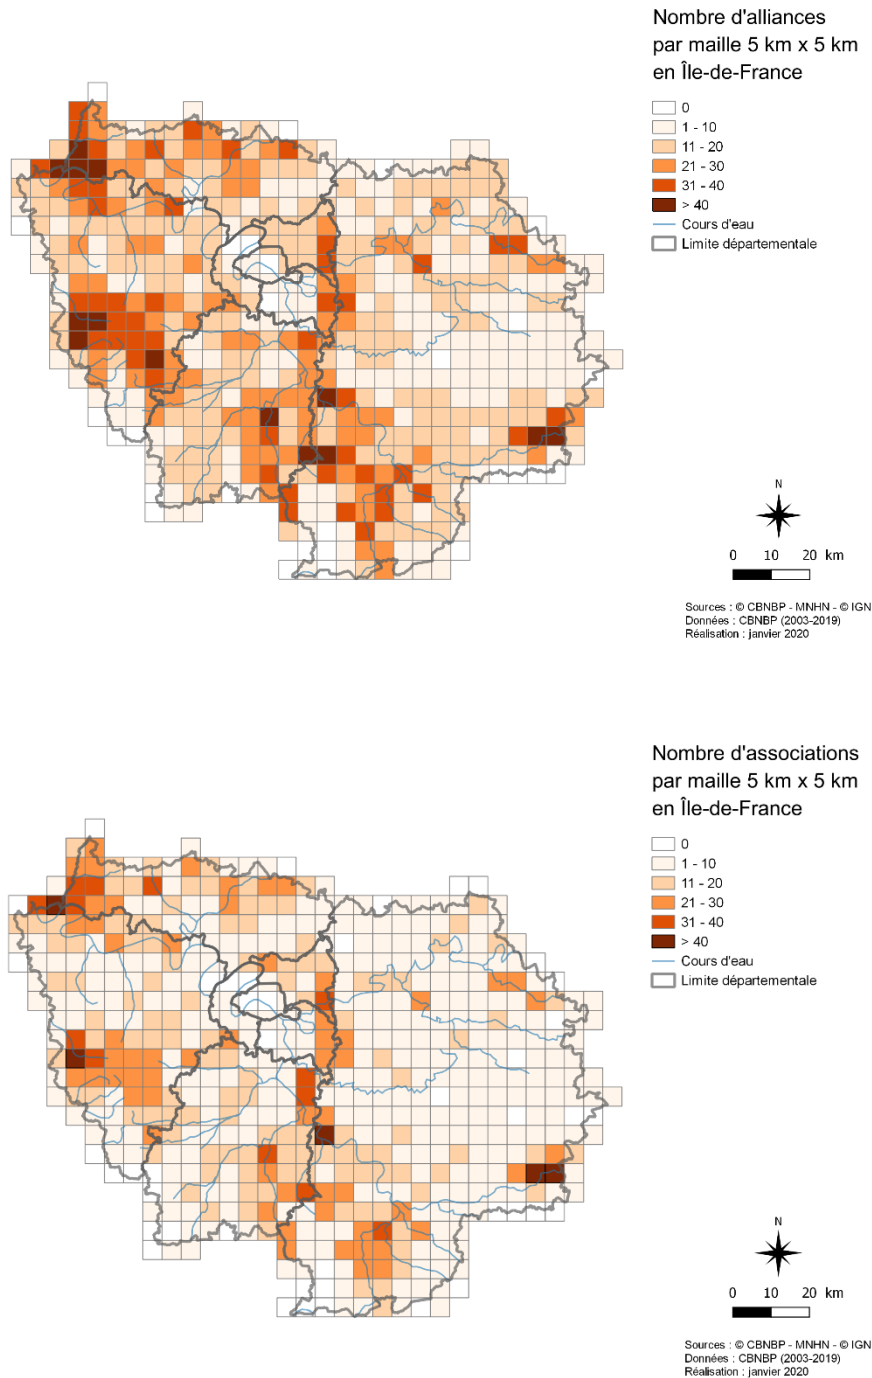 Nombre d'alliances
par maille 5 km x 5 km
en Île-de-France
0
1 - 10
11 - 20
21 - 30
31 - 40
> 40
Cours d'eau
Limite départementale
N
0 10 20 km
Sources : © CBNBP - MNHN - © IGN
Données : CBNBP (2003-2019)
Réalisation : janvier 2020
Nombre d'associations
par maille 5 km x 5 km
en Île-de-France
0
1 - 10
11 - 20
21 - 30
31 - 40
> 40
Cours d'eau
Limite départementale
N
0 10 20 km
Sources : © CBNBP - MNHN - © IGN
Données : CBNBP (2003-2019)
Réalisation : janvier 2020